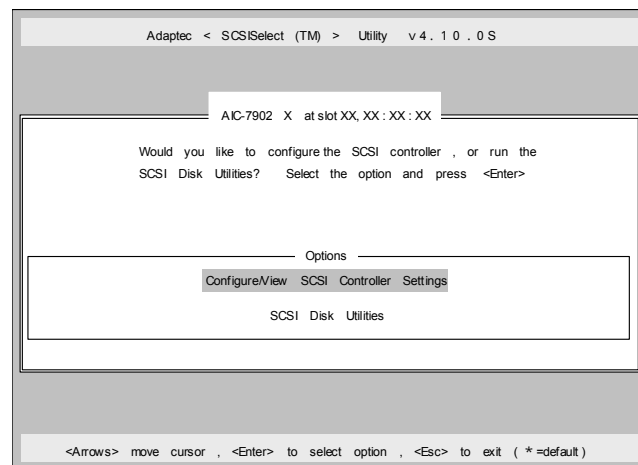 Adaptec < SCSISelect (TM) > Utility v4.10.0S
AIC-7902 X at slot XX, XX : XX : XX
Would you like to configure the SCSI controller , or run the
SCSI Disk Utilities? Select the option and press <Enter>
Options
Configure/View SCSI Controller Settings
SCSI Disk Utilities
<Arrows> move cursor , <Enter> to select option , <Esc> to exit ( *=default)